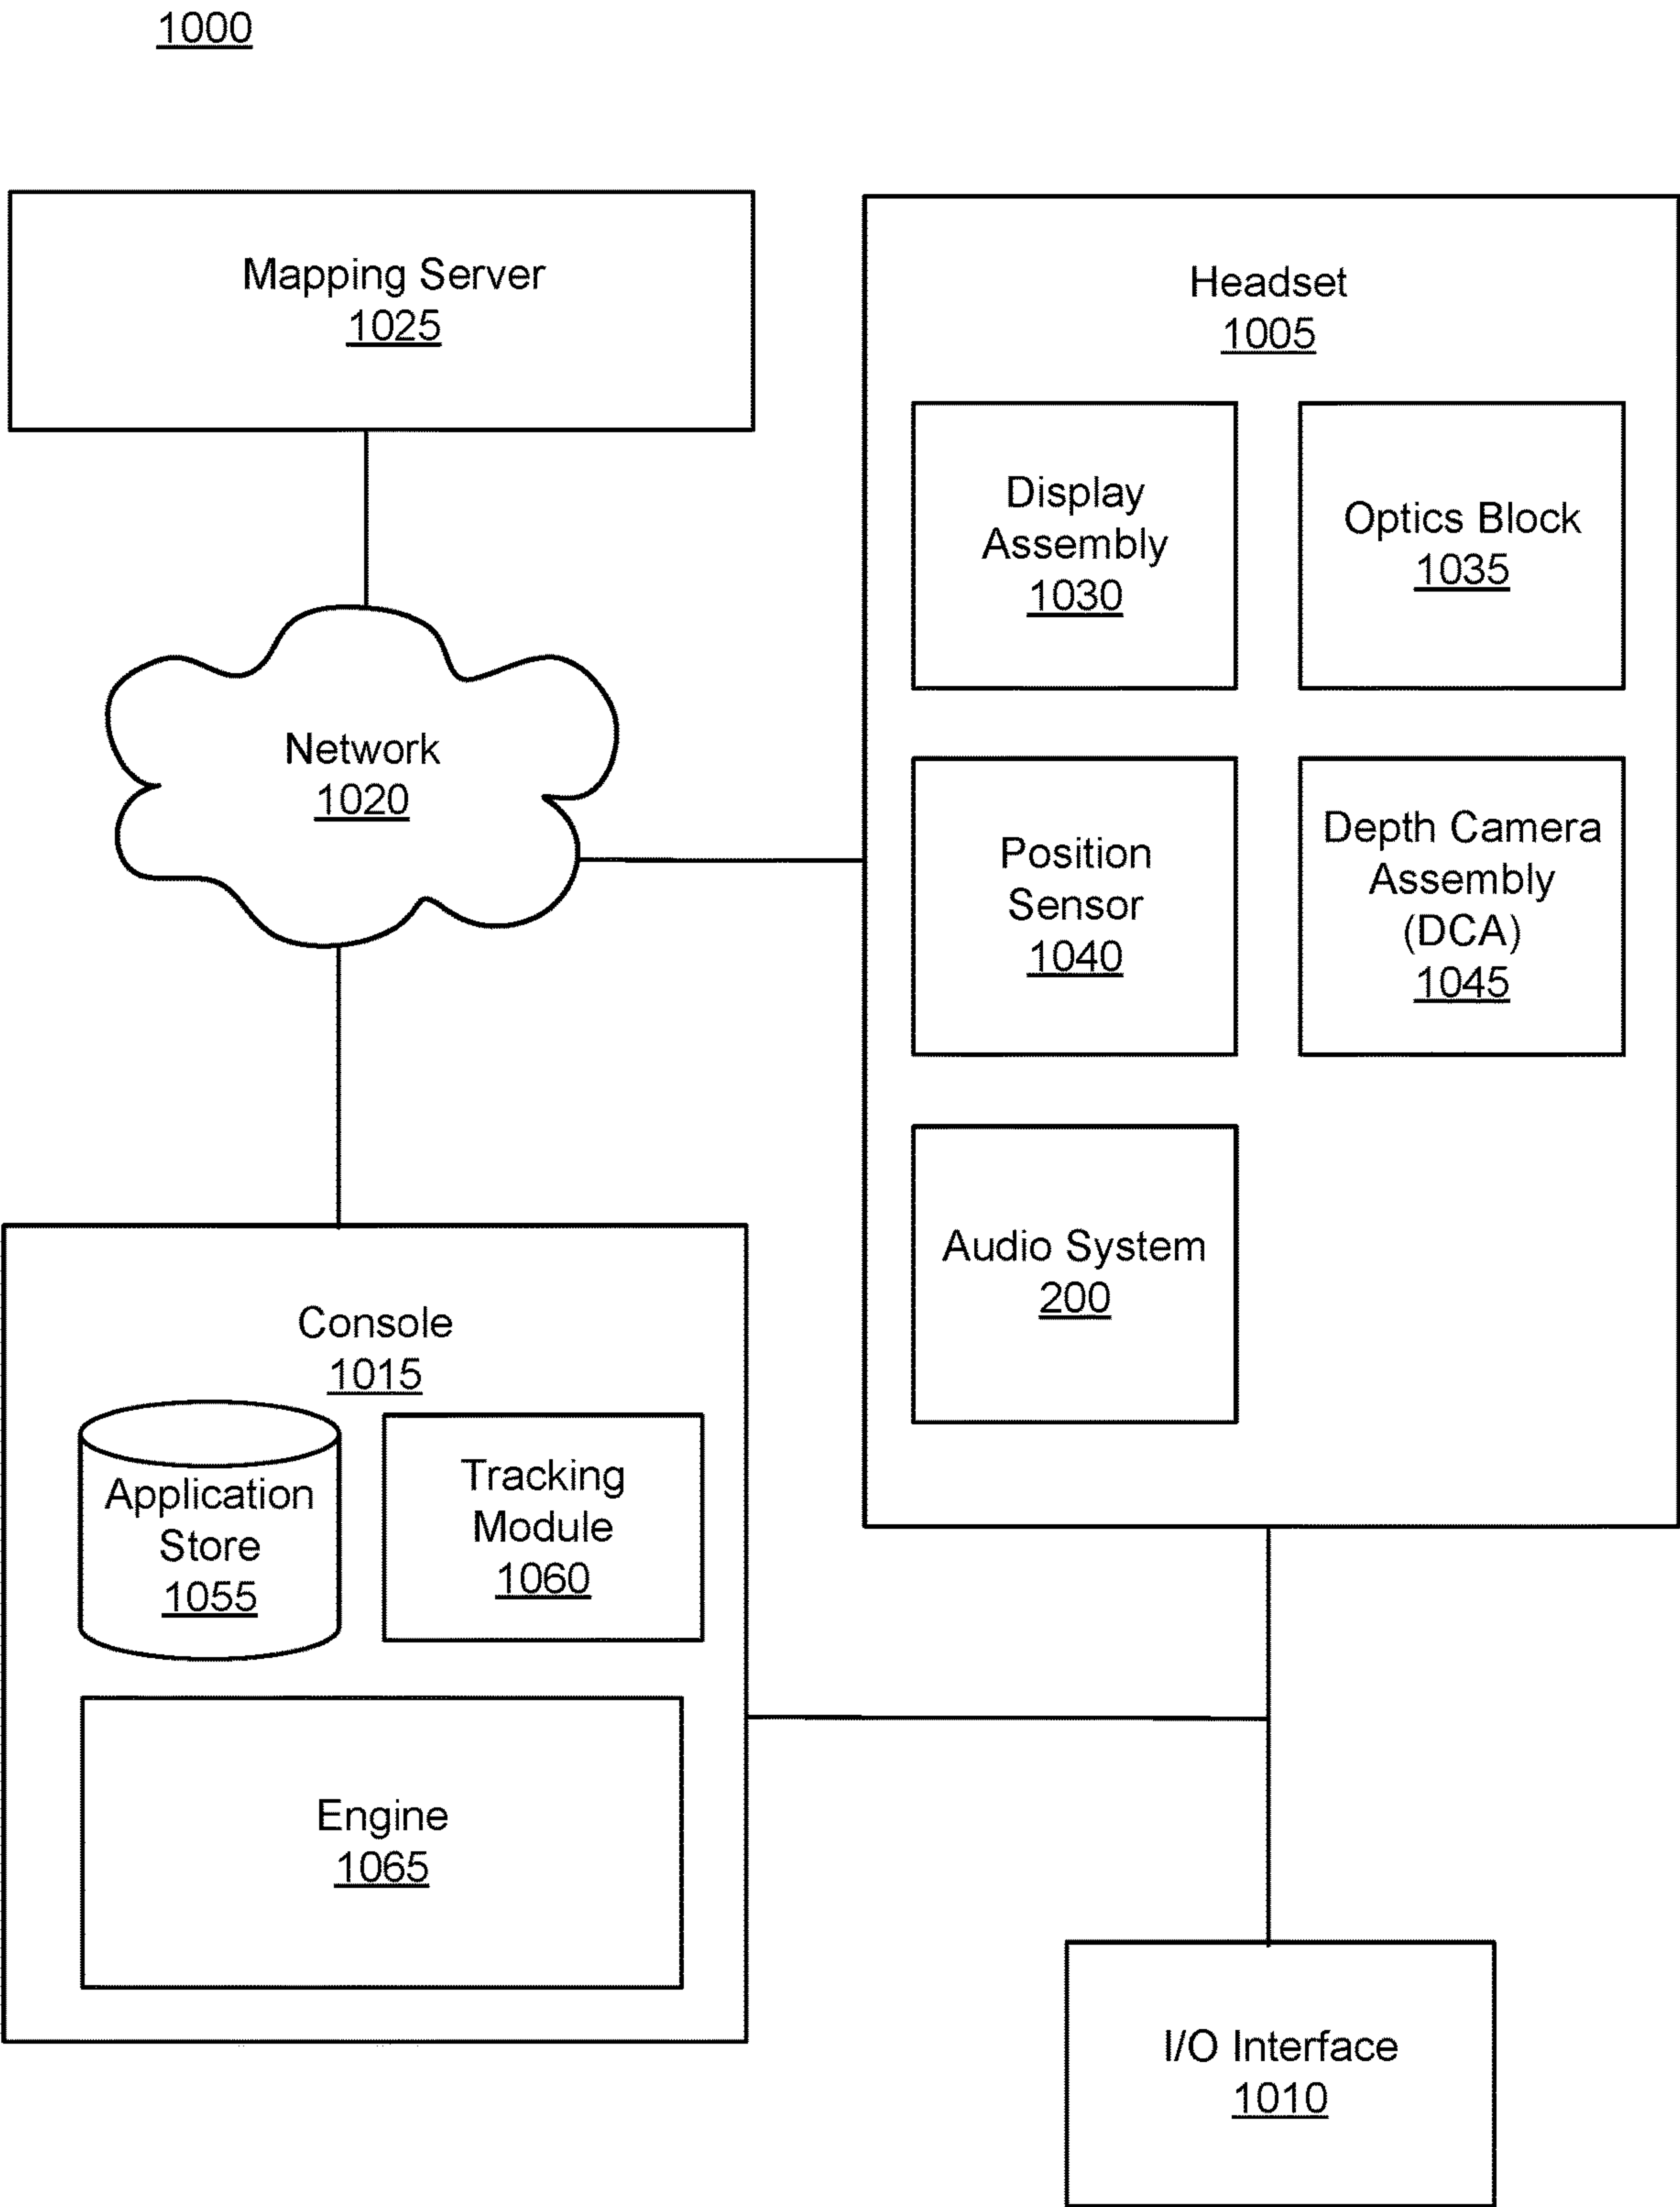 1000
Mapping Server
1025
Headset
1005
Display
Assembly
1030
Optics Block
1035
Network
1020
Position
Sensor
1040
Depth Camera
Assembly
(DCA)
1045
Audio System
200
Console
1015
Application
Store
1055
Tracking
Module
1060
Engine
1065
I/O Interface
1010